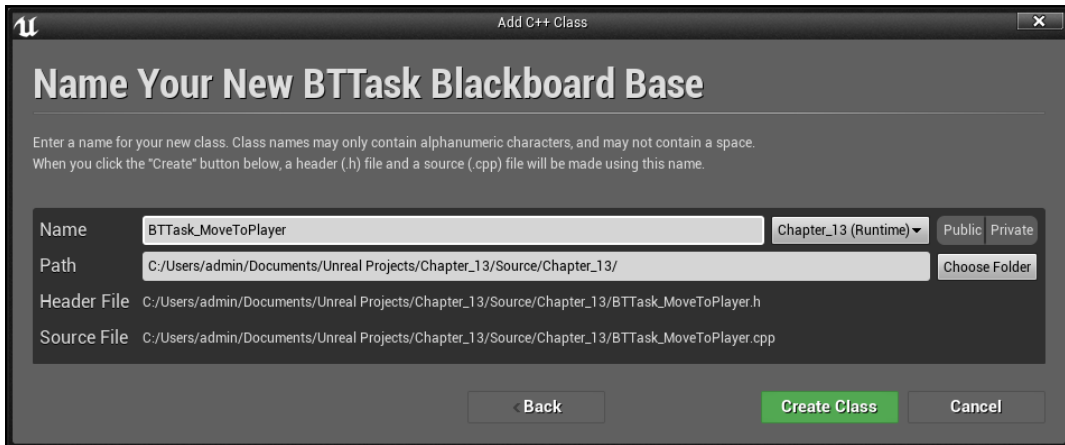 Add C++ Class
Name Your New BTTask Blackboard Base
Enter a name for your new class. Class names may only contain alphanumeric characters, and may not contain a space.
When you click the "Create" button below, a header (.h) file and a source (.cpp) file will be made using this name.
Name BTTask_MoveToPlayer Chapter_13 (Runtime) Public Private
Path C:/Users/admin/Documents/Unreal Projects/Chapter_13/Source/Chapter_13/ Choose Folder
Header File C:/Users/admin/Documents/Unreal Projects/Chapter_13/Source/Chapter_13/BTTask_MoveToPlayer.h
Source File C:/Users/admin/Documents/Unreal Projects/Chapter_13/Source/Chapter_13/BTTask_MoveToPlayer.cpp
Back Create Class Cancel